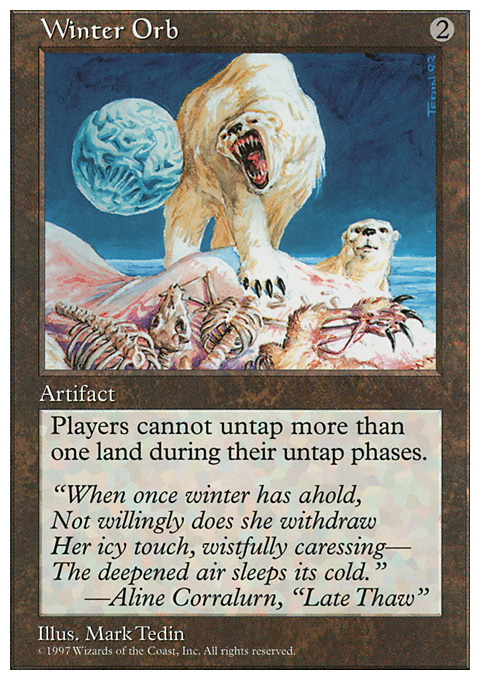 Winter Orb
2
TEDIN 93
Artifact
Players cannot untap more than
one land during their untap phases.
“When once winter has ahold,
Not willingly does she withdraw
Her icy touch, wistfully caressing—
The deepened air sleeps its cold.”
—Aline Corralurn, “Late Thaw”
Illus. Mark Tedin
©1997 Wizards of the Coast, Inc. All rights reserved.